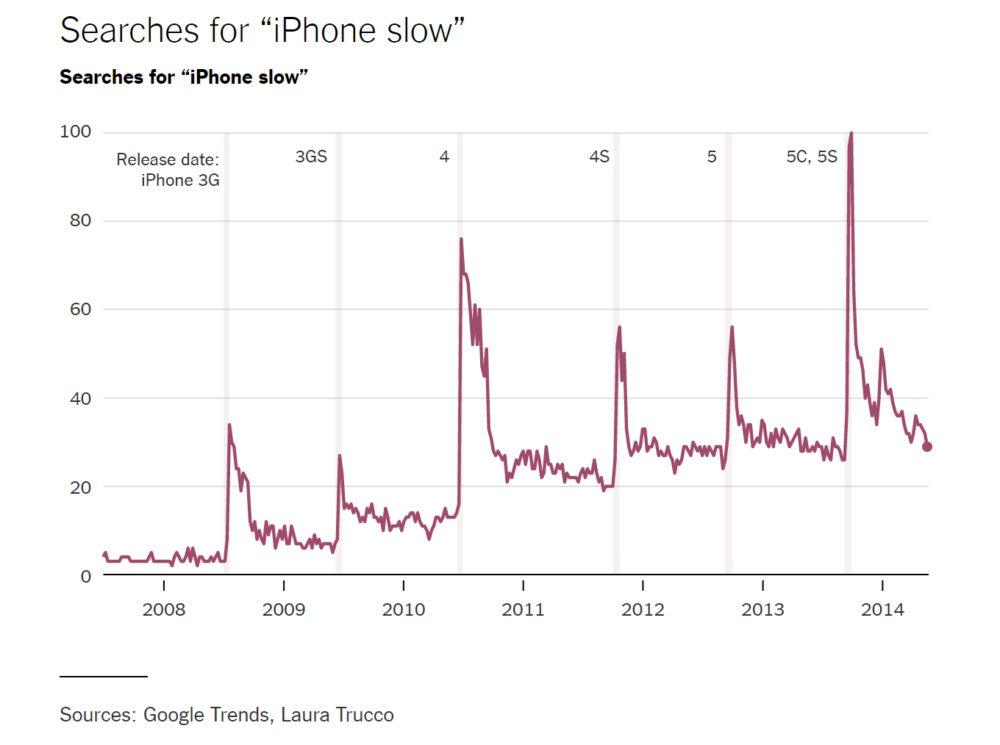 Searches for “iPhone slow”
Searches for “iPhone slow”
100
Release date:
iPhone 3G
3GS
4
4S
5
5C, 5S
80
60
40
20
0
2008
2009
2010
2011
2012
2013
2014
Sources: Google Trends, Laura Trucco